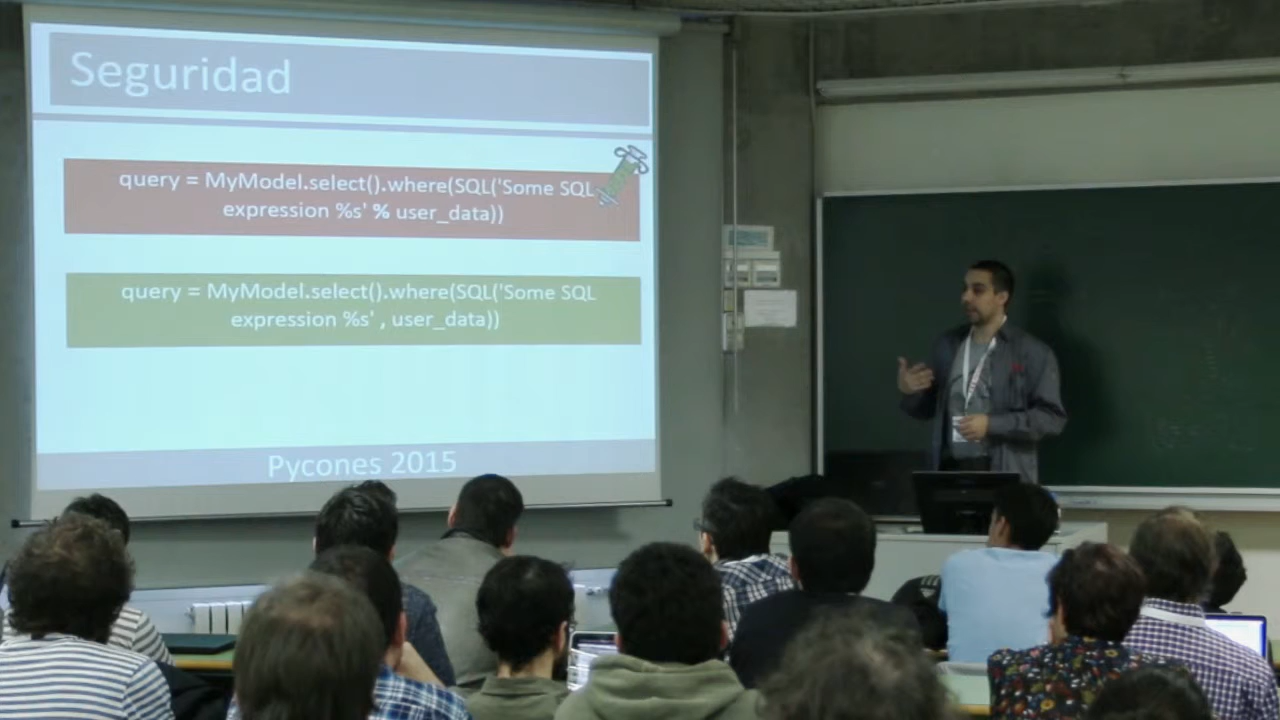 Seguridad
query = MyModel.select().where(SQL('Some SQL
expression %s' % user_data))
query = MyModel.select().where(SQL('Some SQL
expression %s' , user_data))
Pycones 2015